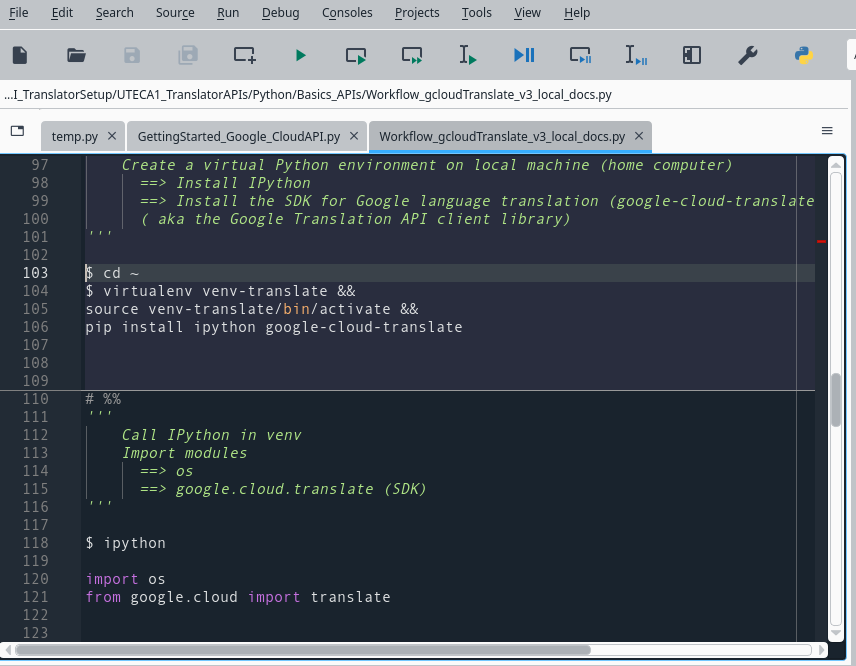 File Edit Search Source Run Debug Consoles Projects Tools View Help
...I_TranslatorSetup/UTECA1_TranslatorAPIs/Python/Basics_APIs/Workflow_gcloudTranslate_v3_local_docs.py
temp.py GettingStarted_Google_CloudAPI.py Workflow_gcloudTranslate_v3_local_docs.py
97 Create a virtual Python environment on local machine (home computer)
98 ==> Install IPython
99 ==> Install the SDK for Google language translation (google-cloud-translate
100 ( aka the Google Translation API client library)
101 '''
102
103 $ cd ~
104 $ virtualenv venv-translate &&
105 source venv-translate/bin/activate &&
106 pip install ipython google-cloud-translate
107
108
109
110 # %%
111 '''
112 Call IPython in venv
113 Import modules
114 ==> os
115 ==> google.cloud.translate (SDK)
116 '''
117
118 $ ipython
119
120 import os
121 from google.cloud import translate
122
123